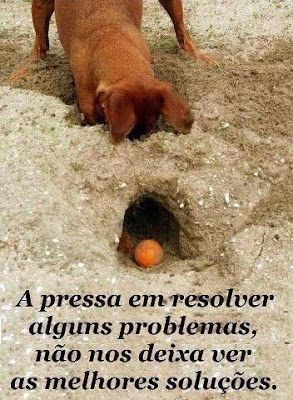 A pressa em resolver
alguns problemas,
não nos deixa ver
as melhores soluções.